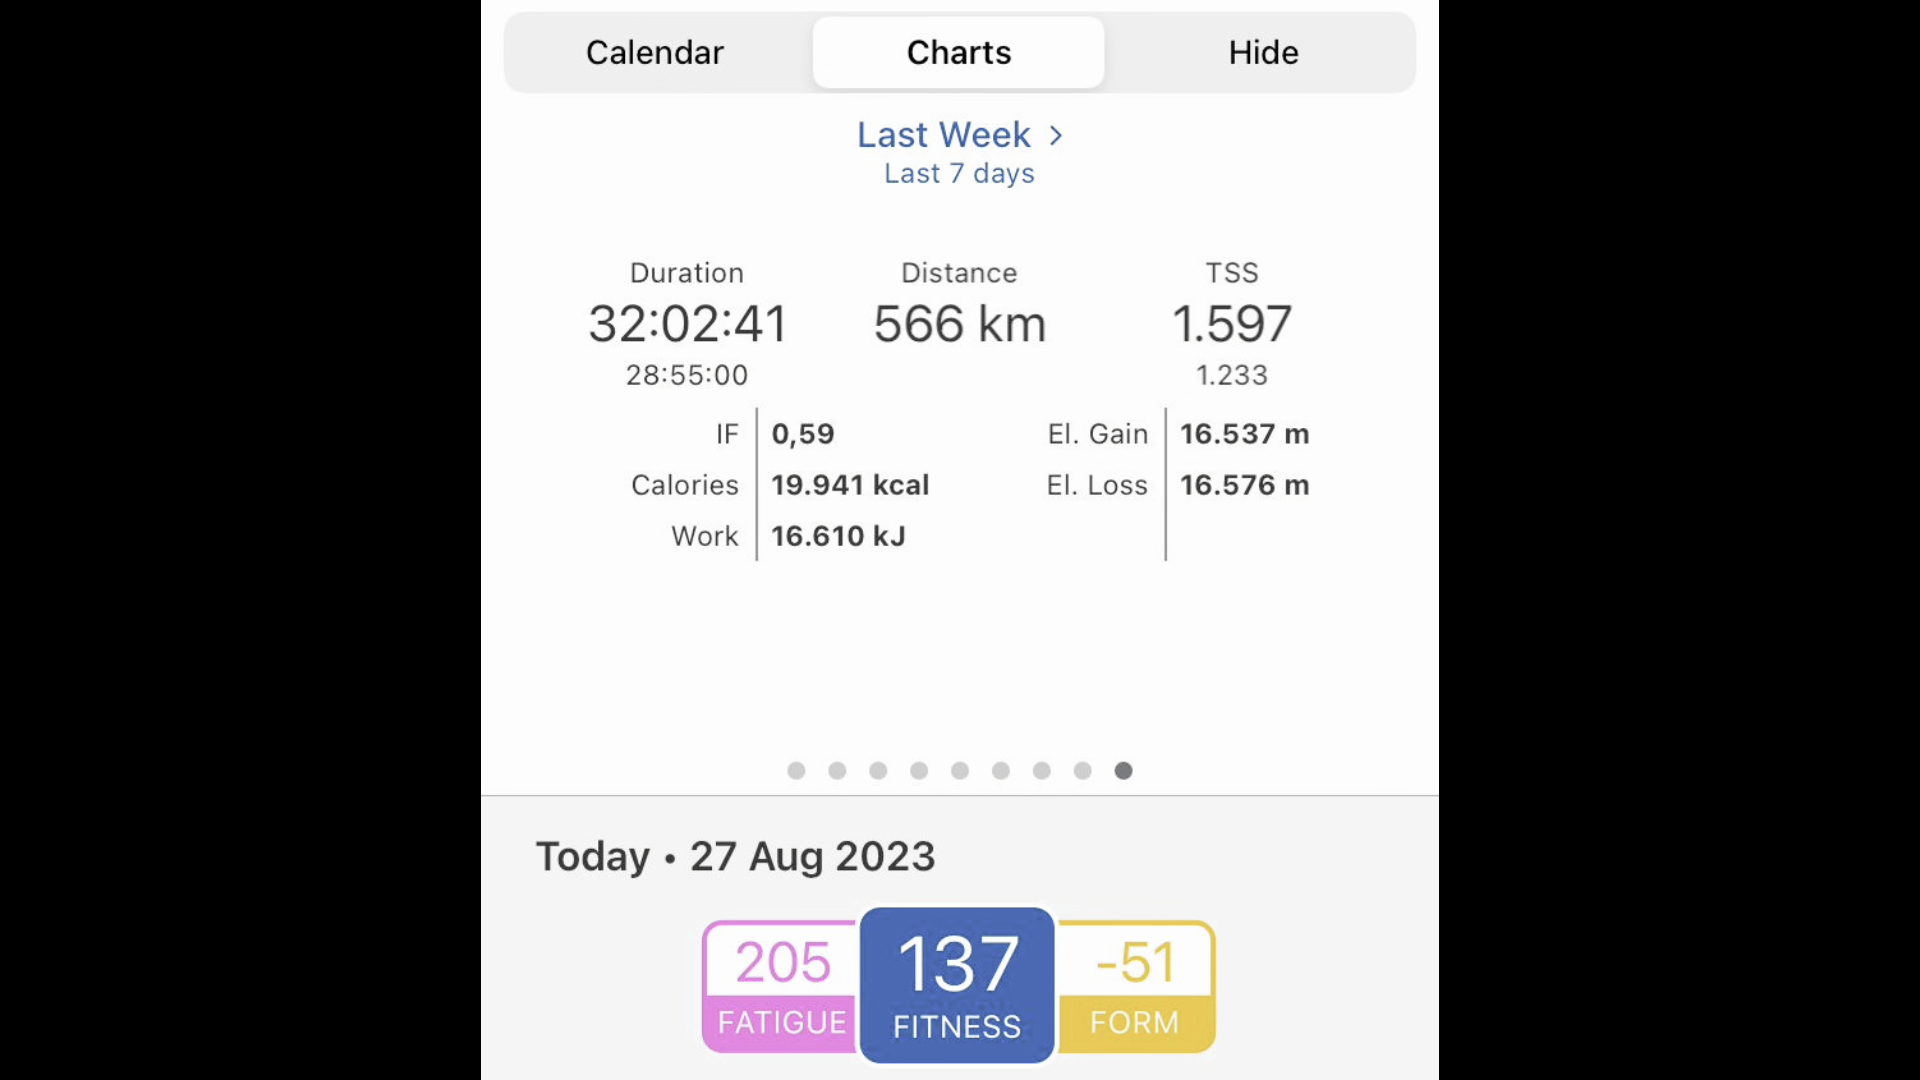 Calendar Charts Hide
Last Week >
Last 7 days
Duration Distance TSS
32:02:41 566 km 1.597
28:55:00 1.233
IF 0,59 El. Gain 16.537 m
Calories 19.941 kcal El. Loss 16.576 m
Work 16.610 kJ
Today • 27 Aug 2023
205 137 -51
FATIGUE FITNESS FORM